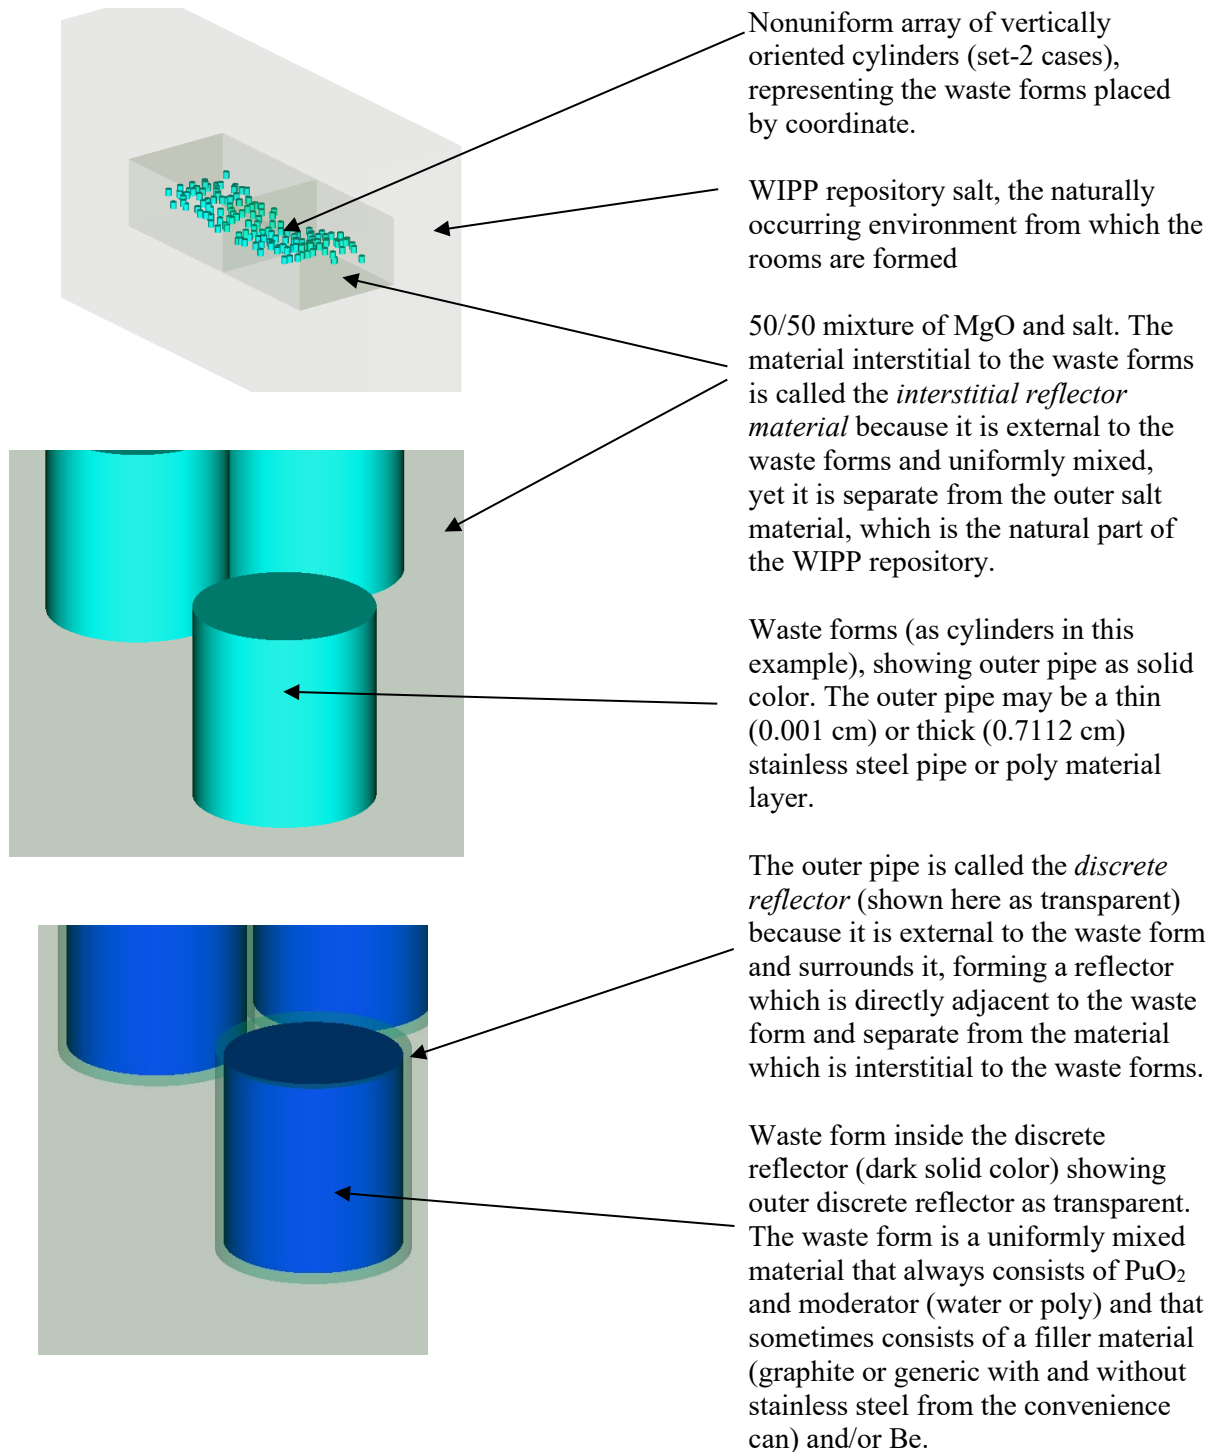 Nonuniform array of vertically
oriented cylinders (set-2 cases),
representing the waste forms placed
by coordinate.
WIPP repository salt, the naturally
occurring environment from which the
rooms are formed
50/50 mixture of MgO and salt. The
material interstitial to the waste forms
is called the interstitial reflector
material because it is external to the
waste forms and uniformly mixed,
yet it is separate from the outer salt
material, which is the natural part of
the WIPP repository.
Waste forms (as cylinders in this
example), showing outer pipe as solid
color. The outer pipe may be a thin
(0.001 cm) or thick (0.7112 cm)
stainless steel pipe or poly material
layer.
The outer pipe is called the discrete
reflector (shown here as transparent)
because it is external to the waste form
and surrounds it, forming a reflector
which is directly adjacent to the waste
form and separate from the material
which is interstitial to the waste forms.
Waste form inside the discrete
reflector (dark solid color) showing
outer discrete reflector as transparent.
The waste form is a uniformly mixed
material that always consists of PuO₂
and moderator (water or poly) and that
sometimes consists of a filler material
(graphite or generic with and without
stainless steel from the convenience
can) and/or Be.